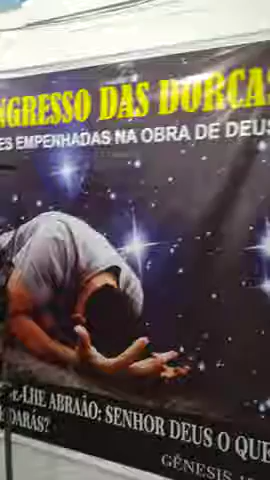 NGRESSO DAS DORCAS
ES EMPENHADAS NA OBRA DE DEUS
E-LHE ABRAÃO: SENHOR DEUS O QUE
DARÁS?
GÊNESIS